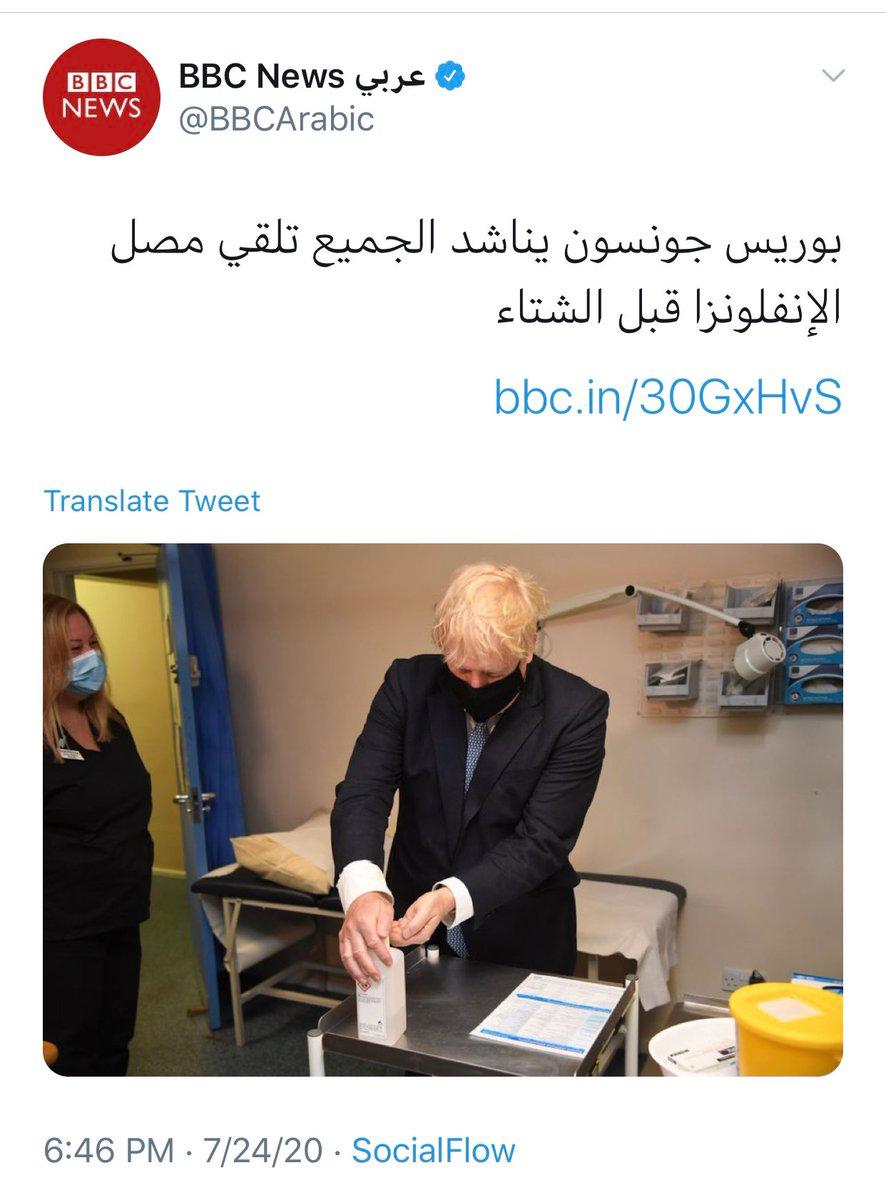 BBC
NEWS
BBC News عربي
@BBCArabic
بوريس جونسون يناشد الجميع تلقي مصل
الإنفلونزا قبل الشتاء
bbc.in/30GxHvS
Translate Tweet
6:46 PM · 7/24/20 · SocialFlow